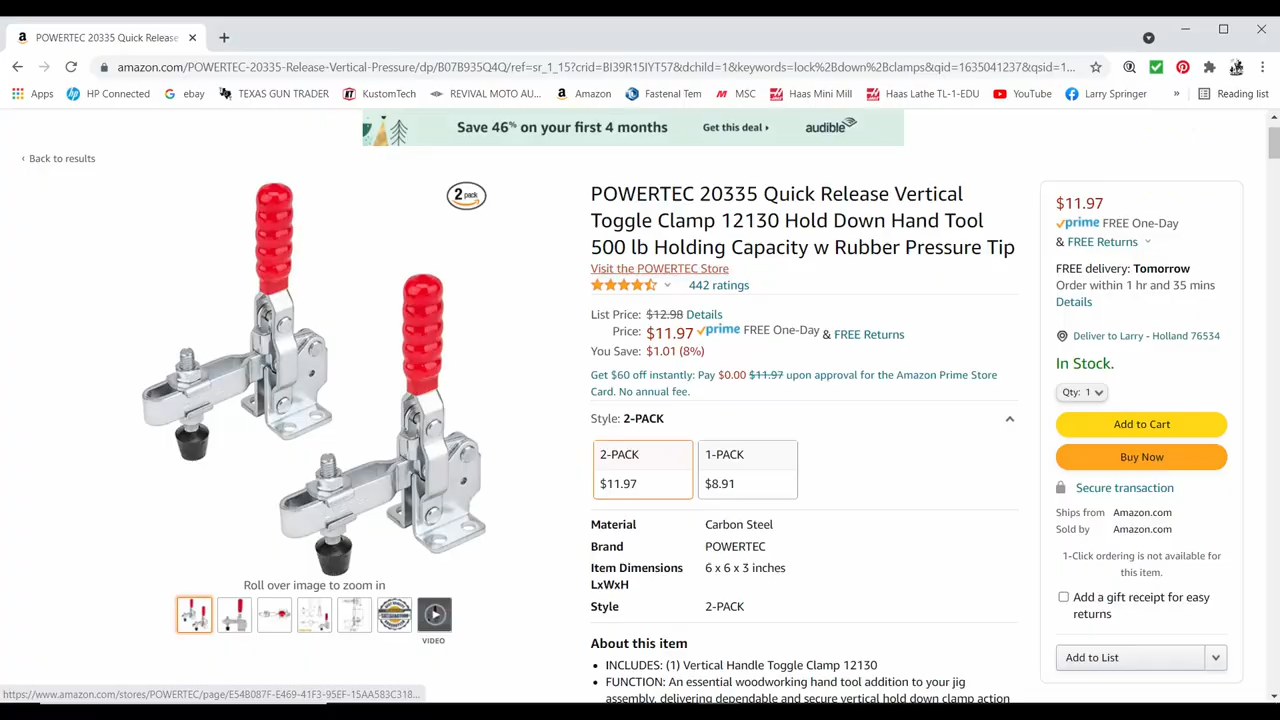 POWERTEC 20335 Quick Release
amazon.com/POWERTEC-20335-Release-Vertical-Pressure/dp/B07B935Q4Q/ref=sr_1_15?crid=BI39R15IYT57&dchild=1&keywords=lock%2Bdown%2Bclamps&qid=1635041237&qsid=1...
Apps HP Connected ebay TEXAS GUN TRADER KustomTech REVIVAL MOTO AU... Amazon Fastenal Tem MSC Haas Mini Mill Haas Lathe TL-1-EDU YouTube Larry Springer » Reading list
Save 46% on your first 4 months Get this deal › audible
‹ Back to results
2 pack
POWERTEC 20335 Quick Release Vertical
Toggle Clamp 12130 Hold Down Hand Tool
500 lb Holding Capacity w Rubber Pressure Tip
Visit the POWERTEC Store
442 ratings
List Price: $12.98 Details
Price: $11.97 prime FREE One-Day & FREE Returns
You Save: $1.01 (8%)
Get $60 off instantly: Pay $0.00 $11.97 upon approval for the Amazon Prime Store
Card. No annual fee.
Style: 2-PACK
2-PACK 1-PACK
$11.97 $8.91
Material Carbon Steel
Brand POWERTEC
Item Dimensions 6 x 6 x 3 inches
LxWxH
Style 2-PACK
About this item
• INCLUDES: (1) Vertical Handle Toggle Clamp 12130
• FUNCTION: An essential woodworking hand tool addition to your jig
assembly, delivering dependable and secure vertical hold down clamp action
Roll over image to zoom in
VIDEO
$11.97
prime FREE One-Day
& FREE Returns
FREE delivery: Tomorrow
Order within 1 hr and 35 mins
Details
Deliver to Larry - Holland 76534
In Stock.
Qty: 1
Add to Cart
Buy Now
Secure transaction
Ships from Amazon.com
Sold by Amazon.com
1-Click ordering is not available for
this item.
Add a gift receipt for easy
returns
Add to List
https://www.amazon.com/stores/POWERTEC/page/E54B087F-E469-41F3-95EF-15AA583C318...